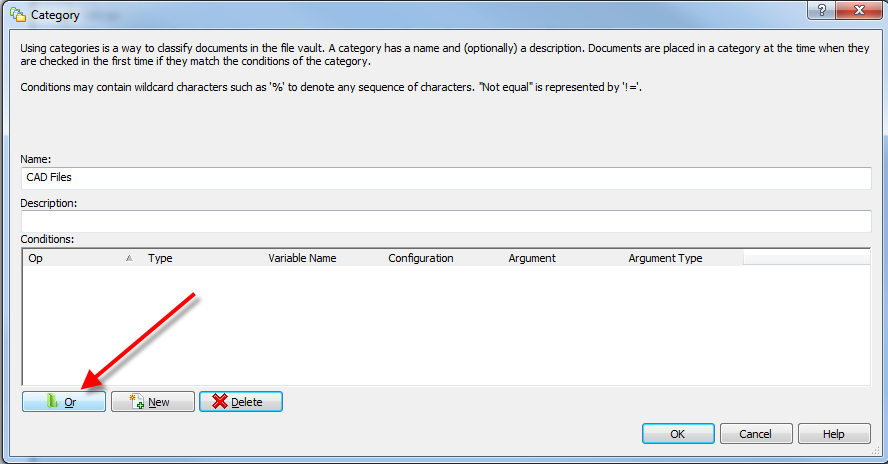 Category
Using categories is a way to classify documents in the file vault. A category has a name and (optionally) a description. Documents are placed in a category at the time when they
are checked in the first time if they match the conditions of the category.
Conditions may contain wildcard characters such as '%' to denote any sequence of characters. "Not equal" is represented by '!='.
Name:
CAD Files
Description:
Conditions:
Op Type Variable Name Configuration Argument Argument Type
Or New Delete
OK Cancel Help